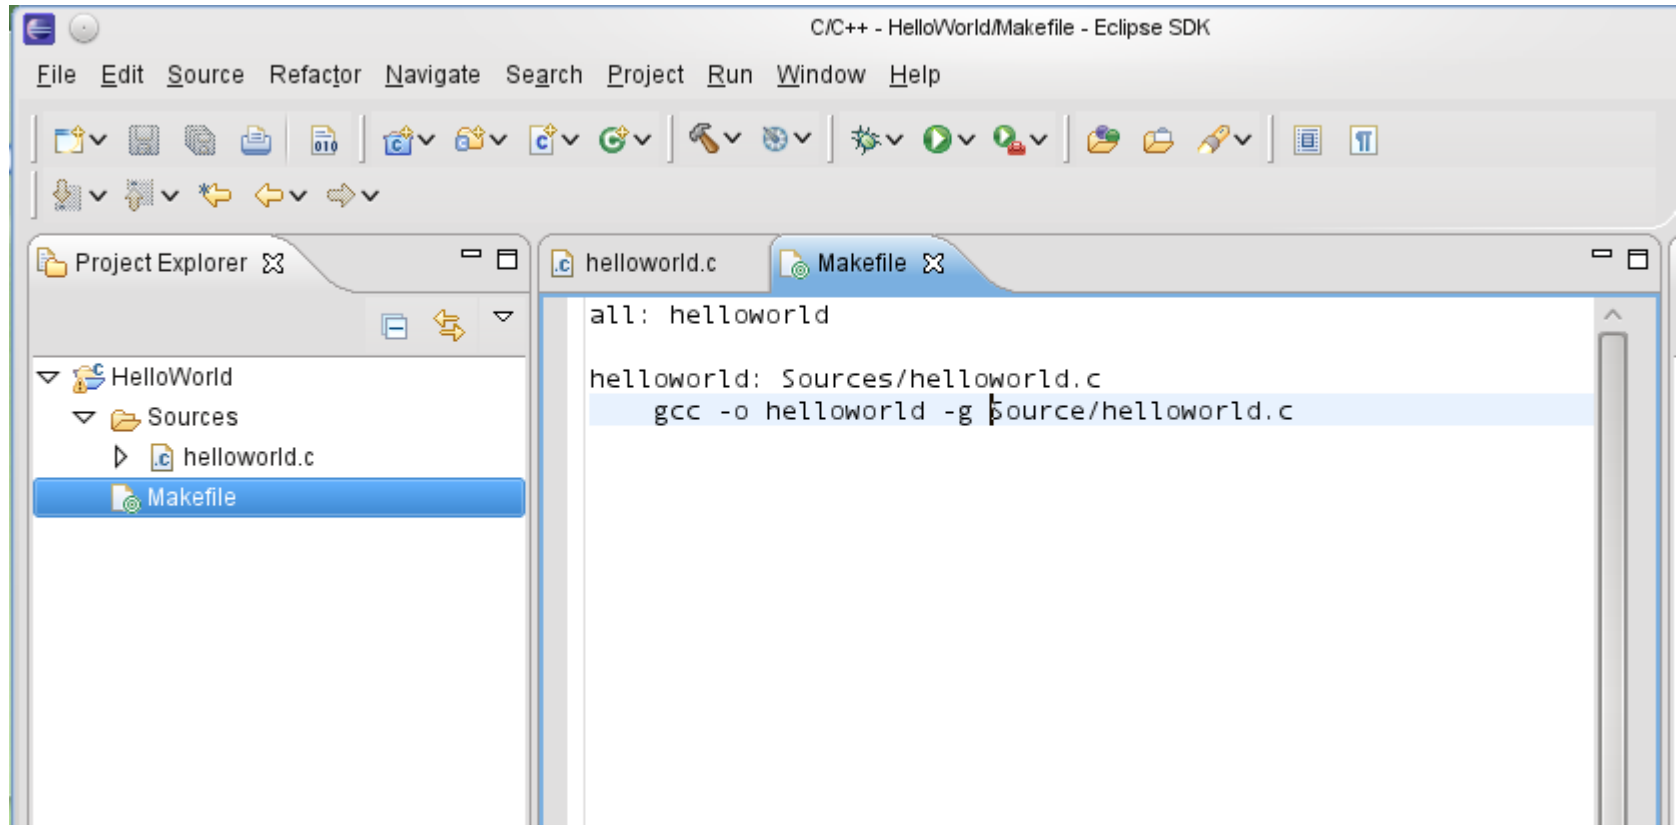 C/C++ - HelloWorld/Makefile - Eclipse SDK
File Edit Source Refactor Navigate Search Project Run Window Help
010
Project Explorer
helloworld.c Makefile
HelloWorld
Sources
helloworld.c
Makefile
all: helloworld
helloworld: Sources/helloworld.c
gcc -o helloworld -g Source/helloworld.c